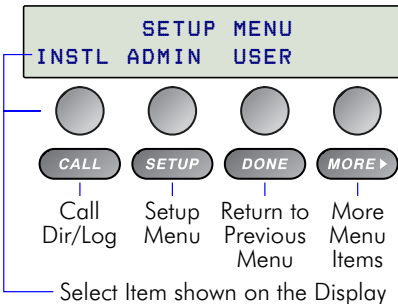 SETUP MENU
INSTL ADMIN USER
CALL SETUP DONE MORE
Call Setup Return to More
Dir/Log Menu Previous Menu
Menu Items
Select Item shown on the Display